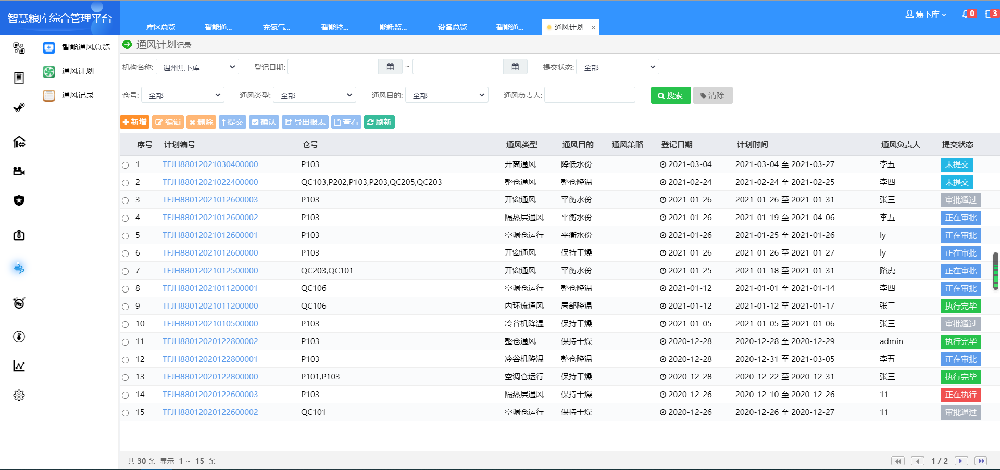 智慧粮库综合管理平台
库区总览 智能通... 充氮气... 智能控... 能耗监... 设备总览 智能通... 通风计划 ×
焦下库 0 3
智能通风总览
通风计划
通风记录
通风计划记录
机构名称: 温州焦下库 登记日期: ~ 提交状态: 全部
仓号: 全部 通风类型: 全部 通风目的: 全部 通风负责人: 搜索 清除
新增 编辑 删除 提交 确认 导出报表 查看 刷新
序号 计划编号 仓号 通风类型 通风目的 通风策略 登记日期 计划时间 通风负责人 提交状态
1 TFJH88012021030400000 P103 开窗通风 降低水份 2021-03-04 2021-03-04 至 2021-03-27 李五 未提交
2 TFJH88012021022400000 QC103,P202,P103,P203,QC205,QC203 整仓通风 整仓降温 2021-02-24 2021-02-24 至 2021-02-25 李四 未提交
3 TFJH88012021012600003 P103 开窗通风 平衡水份 2021-01-26 2021-01-26 至 2021-01-31 张三 审批通过
4 TFJH88012021012600002 P103 隔热层通风 平衡水份 2021-01-26 2021-01-19 至 2021-04-06 李五 正在审批
5 TFJH88012021012600001 P103 空调仓运行 平衡水份 2021-01-26 2021-01-25 至 2021-01-26 ly 正在审批
6 TFJH88012021012600000 P103 开窗通风 保持干燥 2021-01-26 2021-01-26 至 2021-01-27 ly 正在审批
7 TFJH88012021012500000 QC203,QC101 开窗通风 平衡水份 2021-01-25 2021-01-18 至 2021-01-31 路虎 正在审批
8 TFJH88012021011200001 QC106 空调仓运行 整仓降温 2021-01-12 2021-01-01 至 2021-01-14 李四 正在审批
9 TFJH88012021011200000 QC106 内环流通风 局部降温 2021-01-12 2021-01-12 至 2021-01-17 张三 执行完毕
10 TFJH88012021010500000 P103 冷谷机降温 保持干燥 2021-01-05 2021-01-05 至 2021-01-06 张三 审批通过
11 TFJH88012020122800002 P103 整仓通风 保持干燥 2020-12-28 2020-12-28 至 2020-12-29 admin 执行完毕
12 TFJH88012020122800001 P103 冷谷机降温 整仓降温 2020-12-28 2020-12-31 至 2021-03-05 李五 正在审批
13 TFJH88012020122800000 P101,P103 空调仓运行 保持干燥 2020-12-28 2020-12-22 至 2020-12-31 张三 执行完毕
14 TFJH88012020122600003 P103 隔热层通风 保持干燥 2020-12-26 2020-12-10 至 2020-12-26 11 正在执行
15 TFJH88012020122600002 QC101 空调仓运行 保持干燥 2020-12-26 2020-12-26 至 2020-12-27 11 审批通过
共 30 条 显示 1 ~ 15 条 1 / 2